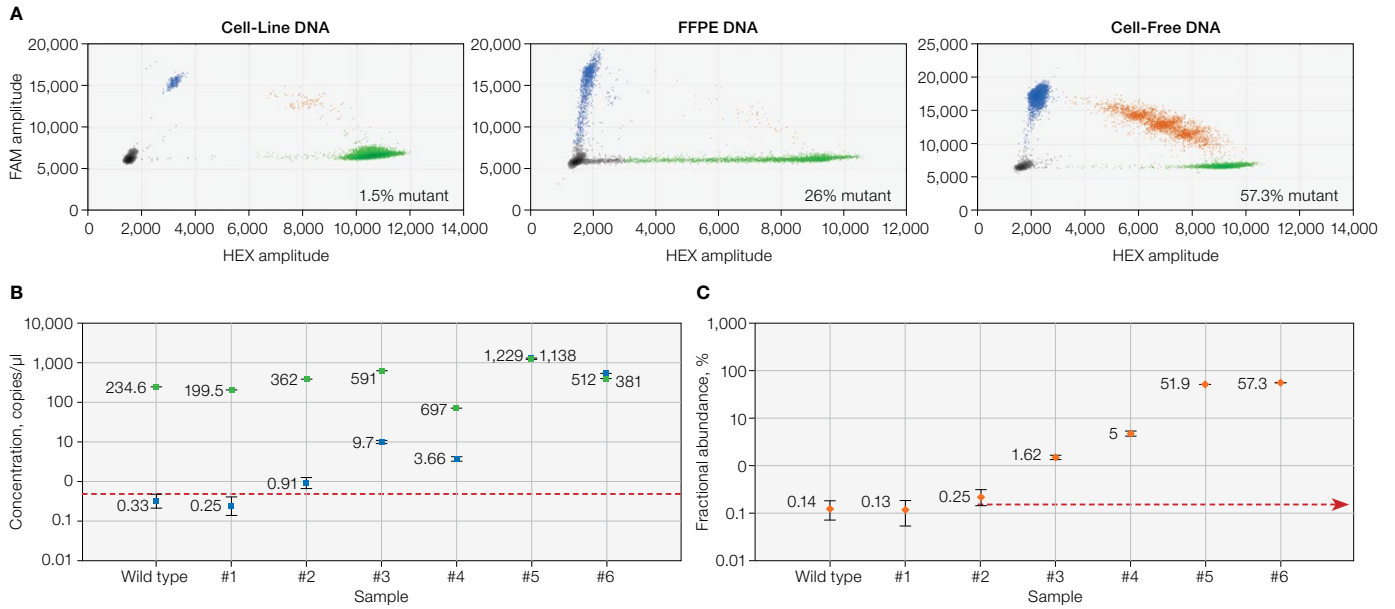 A
Cell-Line DNA
FFPE DNA
Cell-Free DNA
FAM amplitude
20,000
15,000
10,000
5,000
0
1.5% mutant
0 2,000 4,000 6,000 8,000 10,000 12,000 14,000
HEX amplitude
20,000
15,000
10,000
5,000
0
26% mutant
0 2,000 4,000 6,000 8,000 10,000 12,000
HEX amplitude
25,000
20,000
15,000
10,000
5,000
0
57.3% mutant
0 2,000 4,000 6,000 8,000 10,000 12,000 14,000
HEX amplitude
B
Concentration, copies/µl
10,000
1,000
100
10
0
0.1
0.01
234.6
199.5
362
591
697
1,229
1,138
512
381
0.33
0.25
0.91
9.7
3.66
Wild type #1 #2 #3 #4 #5 #6
Sample
C
Fractional abundance, %
1,000
100
10
0
0.1
0.01
0.14
0.13
0.25
1.62
5
51.9
57.3
Wild type #1 #2 #3 #4 #5 #6
Sample